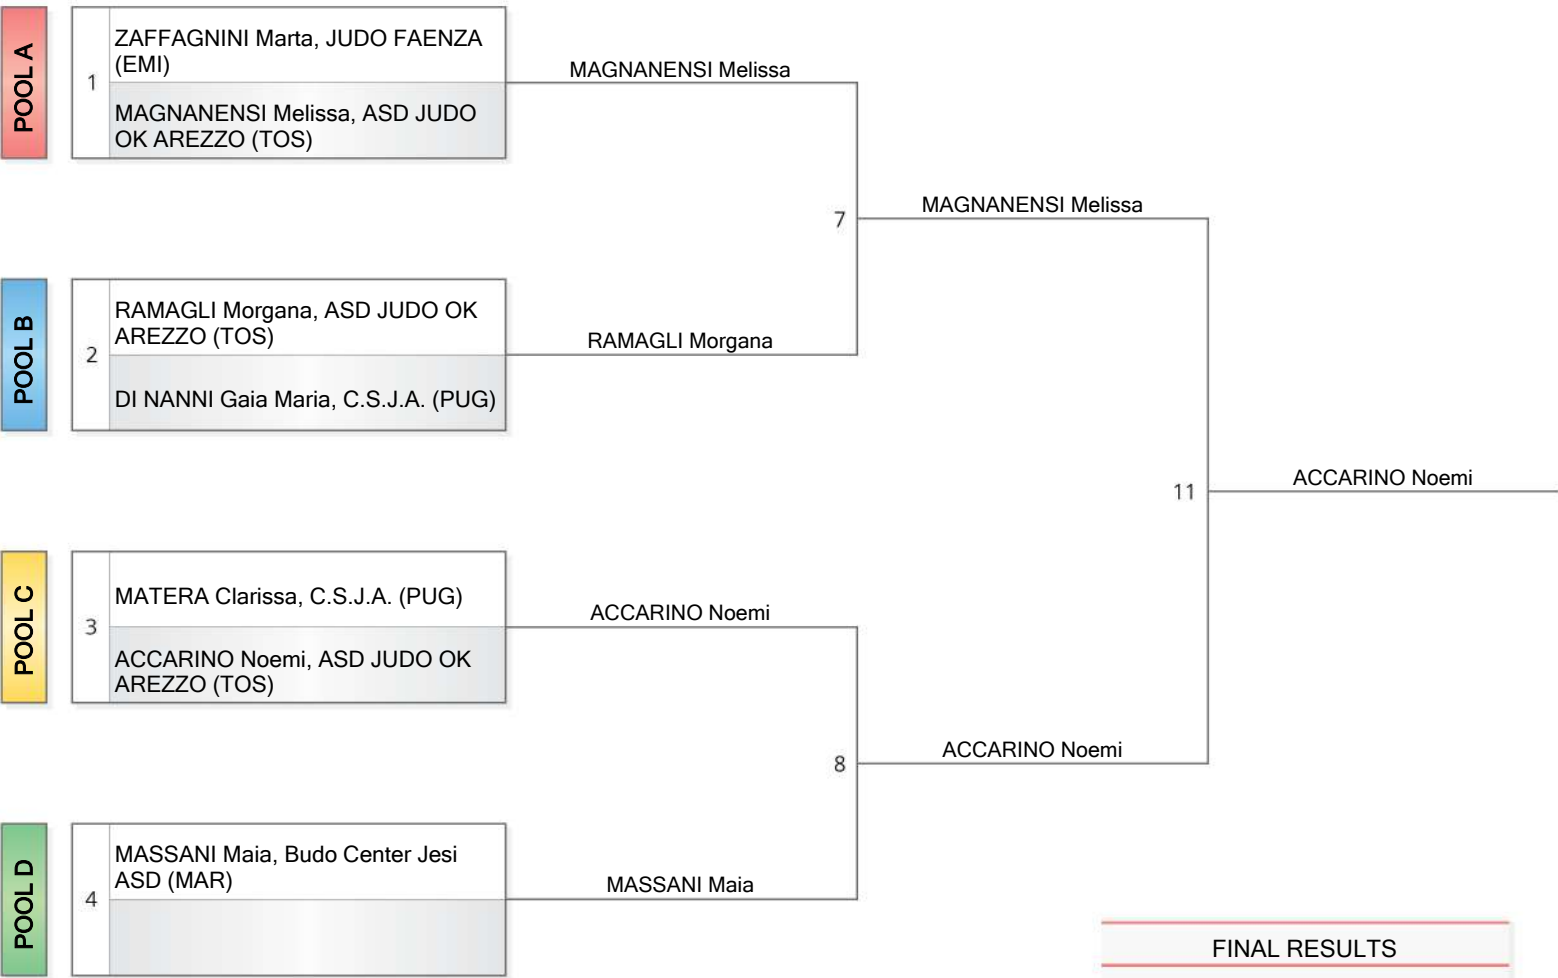 POOL A
1
ZAFFAGNINI Marta, JUDO FAENZA
(EMI)
MAGNANENSI Melissa, ASD JUDO
OK AREZZO (TOS)
MAGNANENSI Melissa
7
MAGNANENSI Melissa
POOL B
2
RAMAGLI Morgana, ASD JUDO OK
AREZZO (TOS)
DI NANNI Gaia Maria, C.S.J.A. (PUG)
RAMAGLI Morgana
11
ACCARINO Noemi
POOL C
3
MATERA Clarissa, C.S.J.A. (PUG)
ACCARINO Noemi, ASD JUDO OK
AREZZO (TOS)
ACCARINO Noemi
8
ACCARINO Noemi
POOL D
4
MASSANI Maia, Budo Center Jesi
ASD (MAR)
MASSANI Maia
FINAL RESULTS